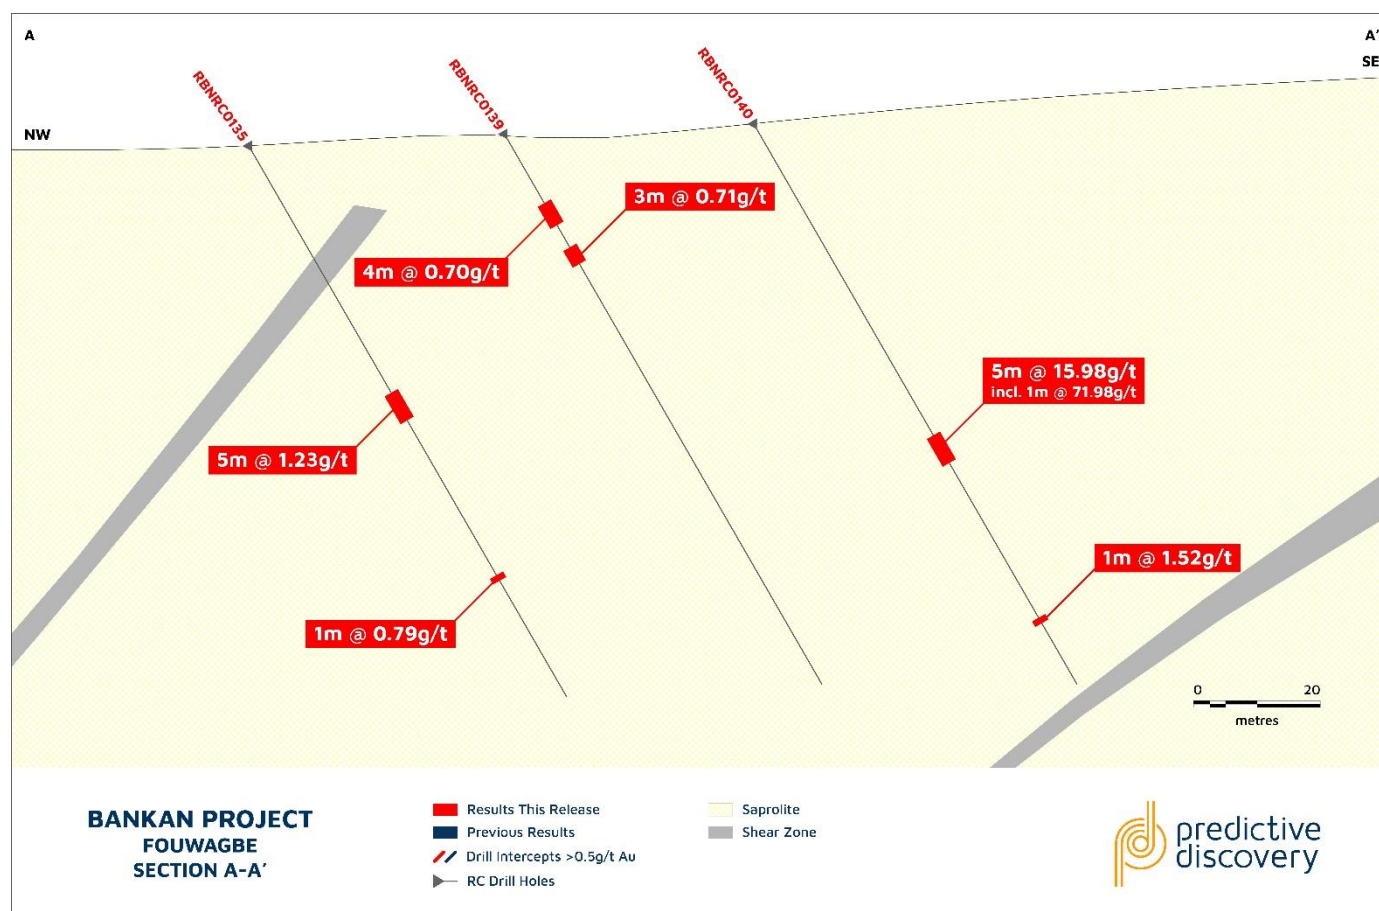 A
A'
SE
NW
RBNRC0135
RBNRC0139
RBNRC0140
3m @ 0.71g/t
4m @ 0.70g/t
5m @ 15.98g/t
incl. 1m @ 71.98g/t
5m @ 1.23g/t
1m @ 1.52g/t
1m @ 0.79g/t
0 20
metres
BANKAN PROJECT
FOUWAGBE
SECTION A-A'
Results This Release
Previous Results
Drill Intercepts >0.5g/t Au
RC Drill Holes
Saprolite
Shear Zone
predictive
discovery